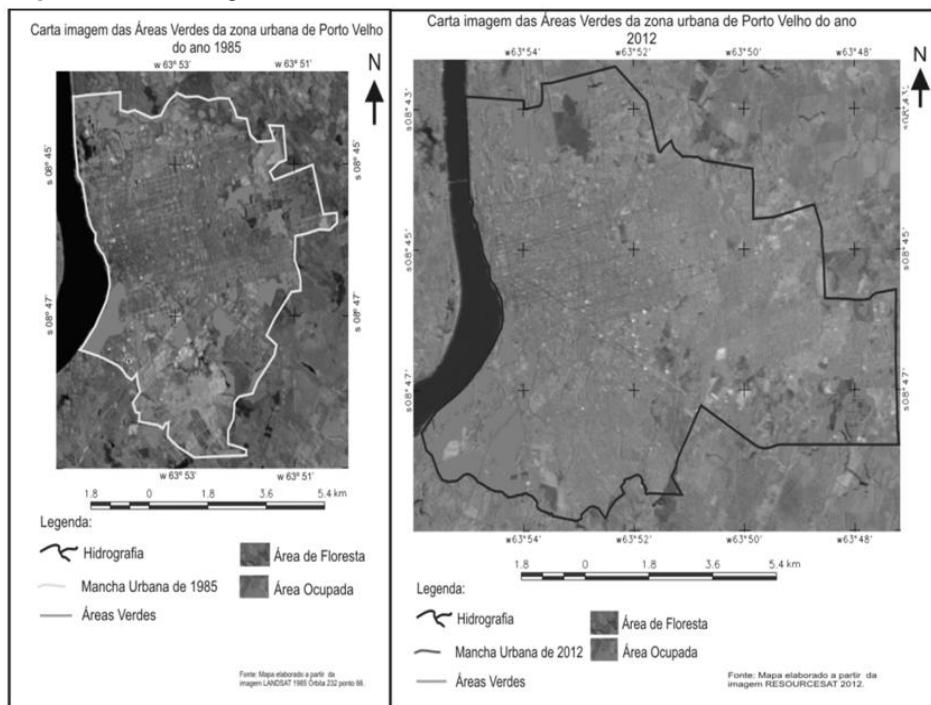 Carta imagem das Áreas Verdes da zona urbana de Porto Velho
do ano 1985
w 63° 53'
w 63° 51'
N
s 08° 45'
s 08° 45'
s 08° 47'
s 08° 47'
w 63° 53'
w 63° 51'
1.8 0 1.8 3.6 5.4 km
Legenda:
Hidrografia
Área de Floresta
Mancha Urbana de 1985
Área Ocupada
Áreas Verdes
Fonte: Mapa elaborado a partir da
imagem LANDSAT 1985 Órbita 232 ponto 66.
Carta imagem das Áreas Verdes da zona urbana de Porto Velho do ano
2012
w63°54'
w63°52'
w63°50'
w63°48'
N
s08°43'
s08°43'
s08°45'
s08°45'
s08°47'
s08°47'
w63°54'
w63°52'
w63°50'
w63°48'
1.8 0 1.8 3.6 5.4 km
Legenda:
Hidrografia
Área de Floresta
Mancha Urbana de 2012
Área Ocupada
Áreas Verdes
Fonte: Mapa elaborado a partir da
imagem RESOURCESAT 2012.